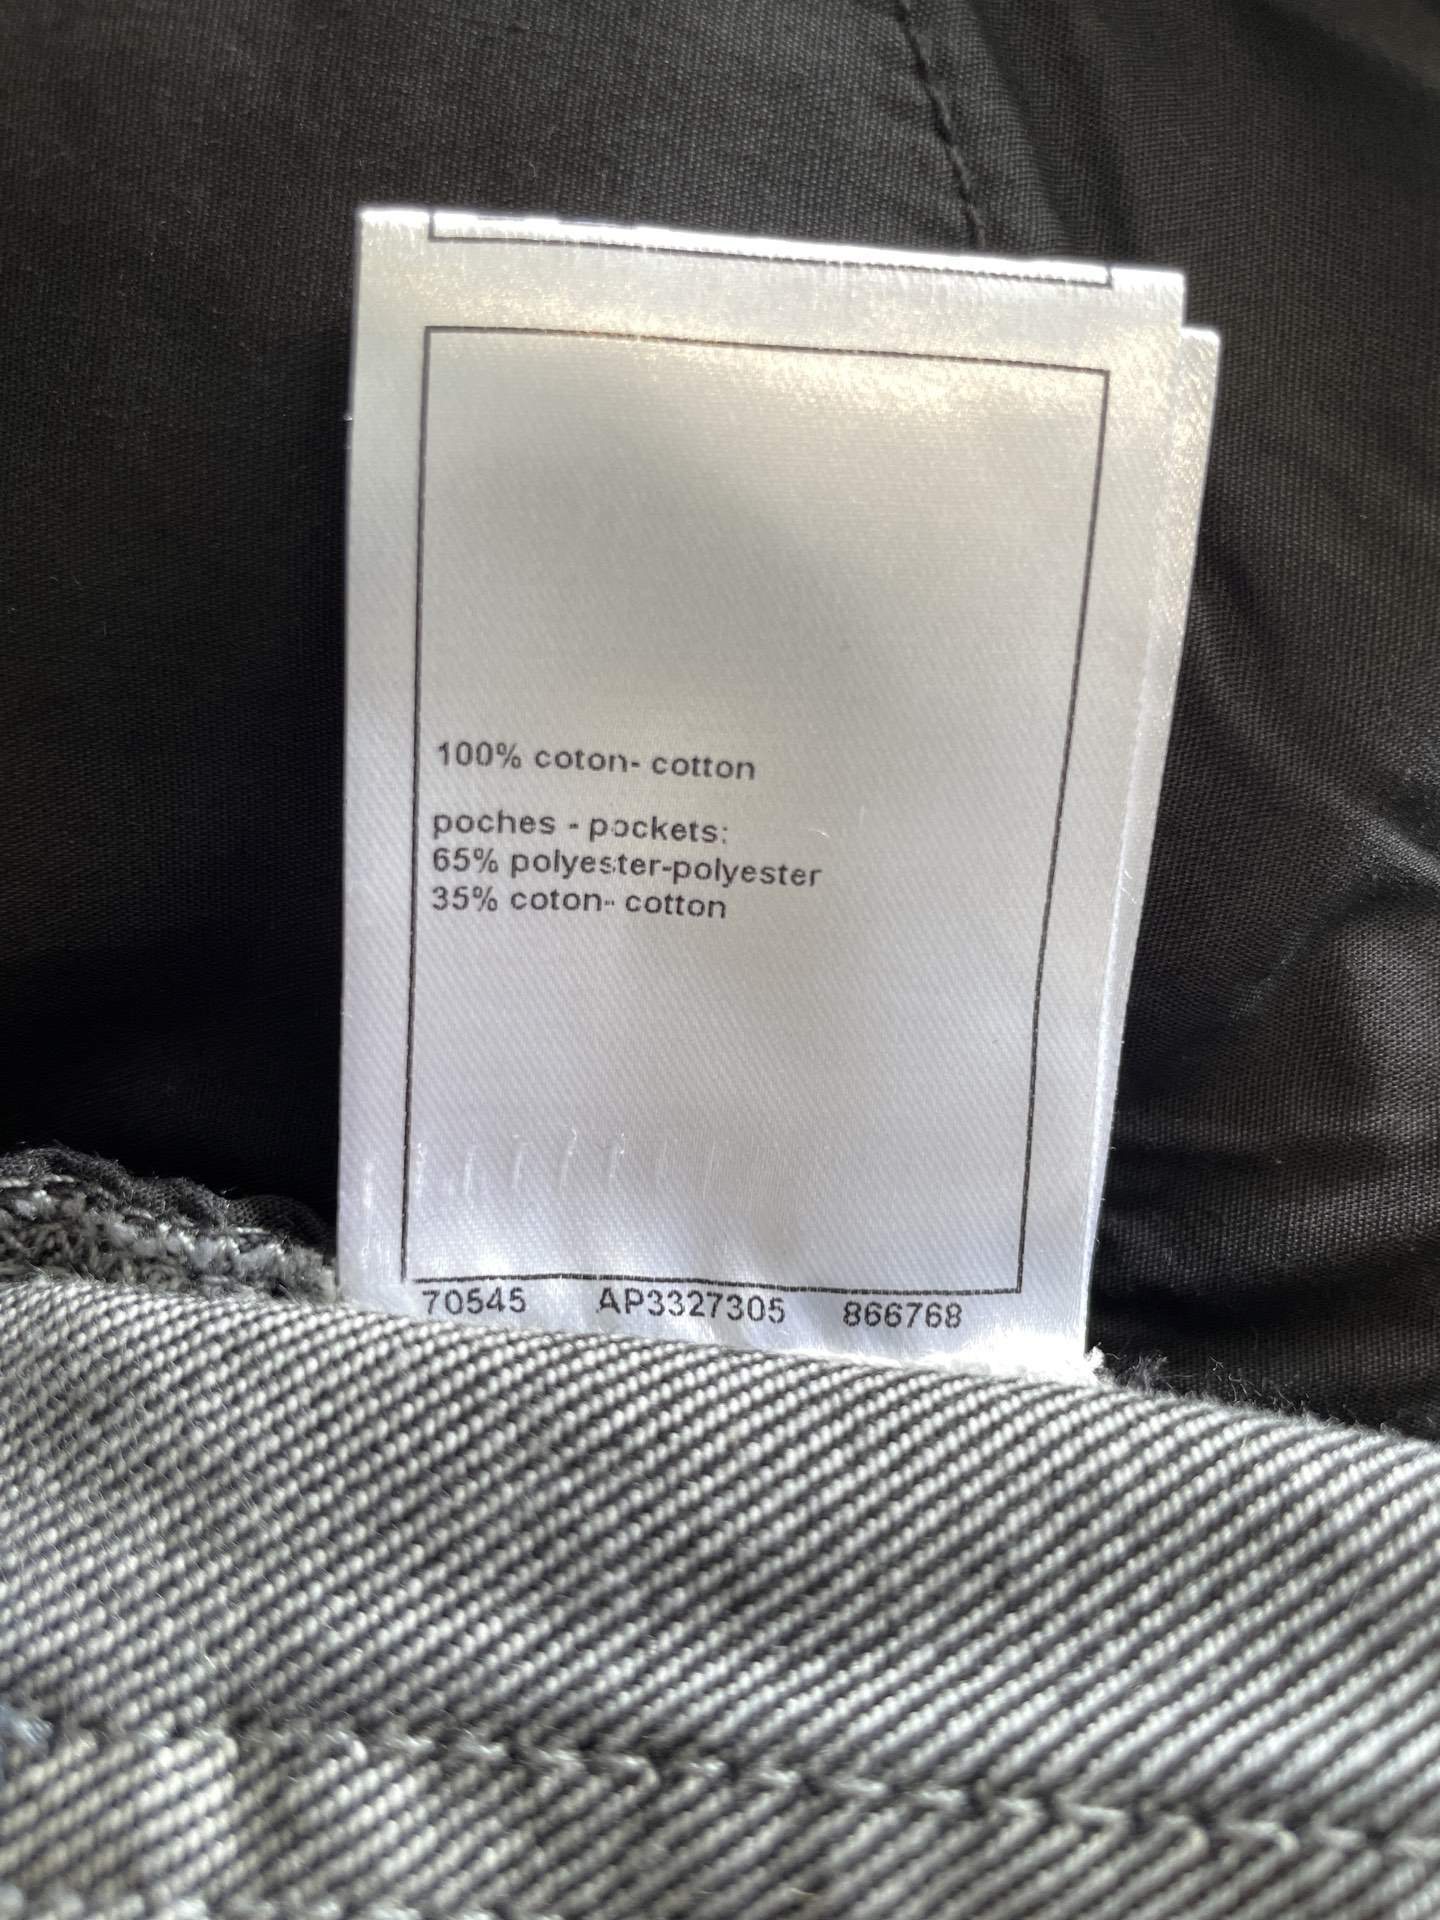 100% coton- cotton
poches - pockets:
65% polyester-polyester
35% coton- cotton
70545 AP3327305 866768